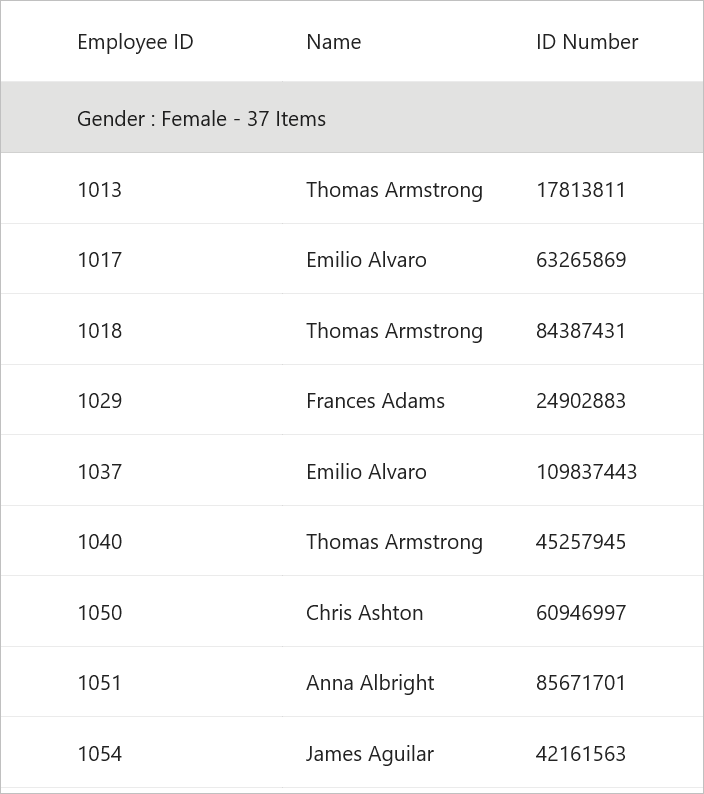 Employee ID Name ID Number
Gender : Female - 37 Items
1013 Thomas Armstrong 17813811
1017 Emilio Alvaro 63265869
1018 Thomas Armstrong 84387431
1029 Frances Adams 24902883
1037 Emilio Alvaro 109837443
1040 Thomas Armstrong 45257945
1050 Chris Ashton 60946997
1051 Anna Albright 85671701
1054 James Aguilar 42161563